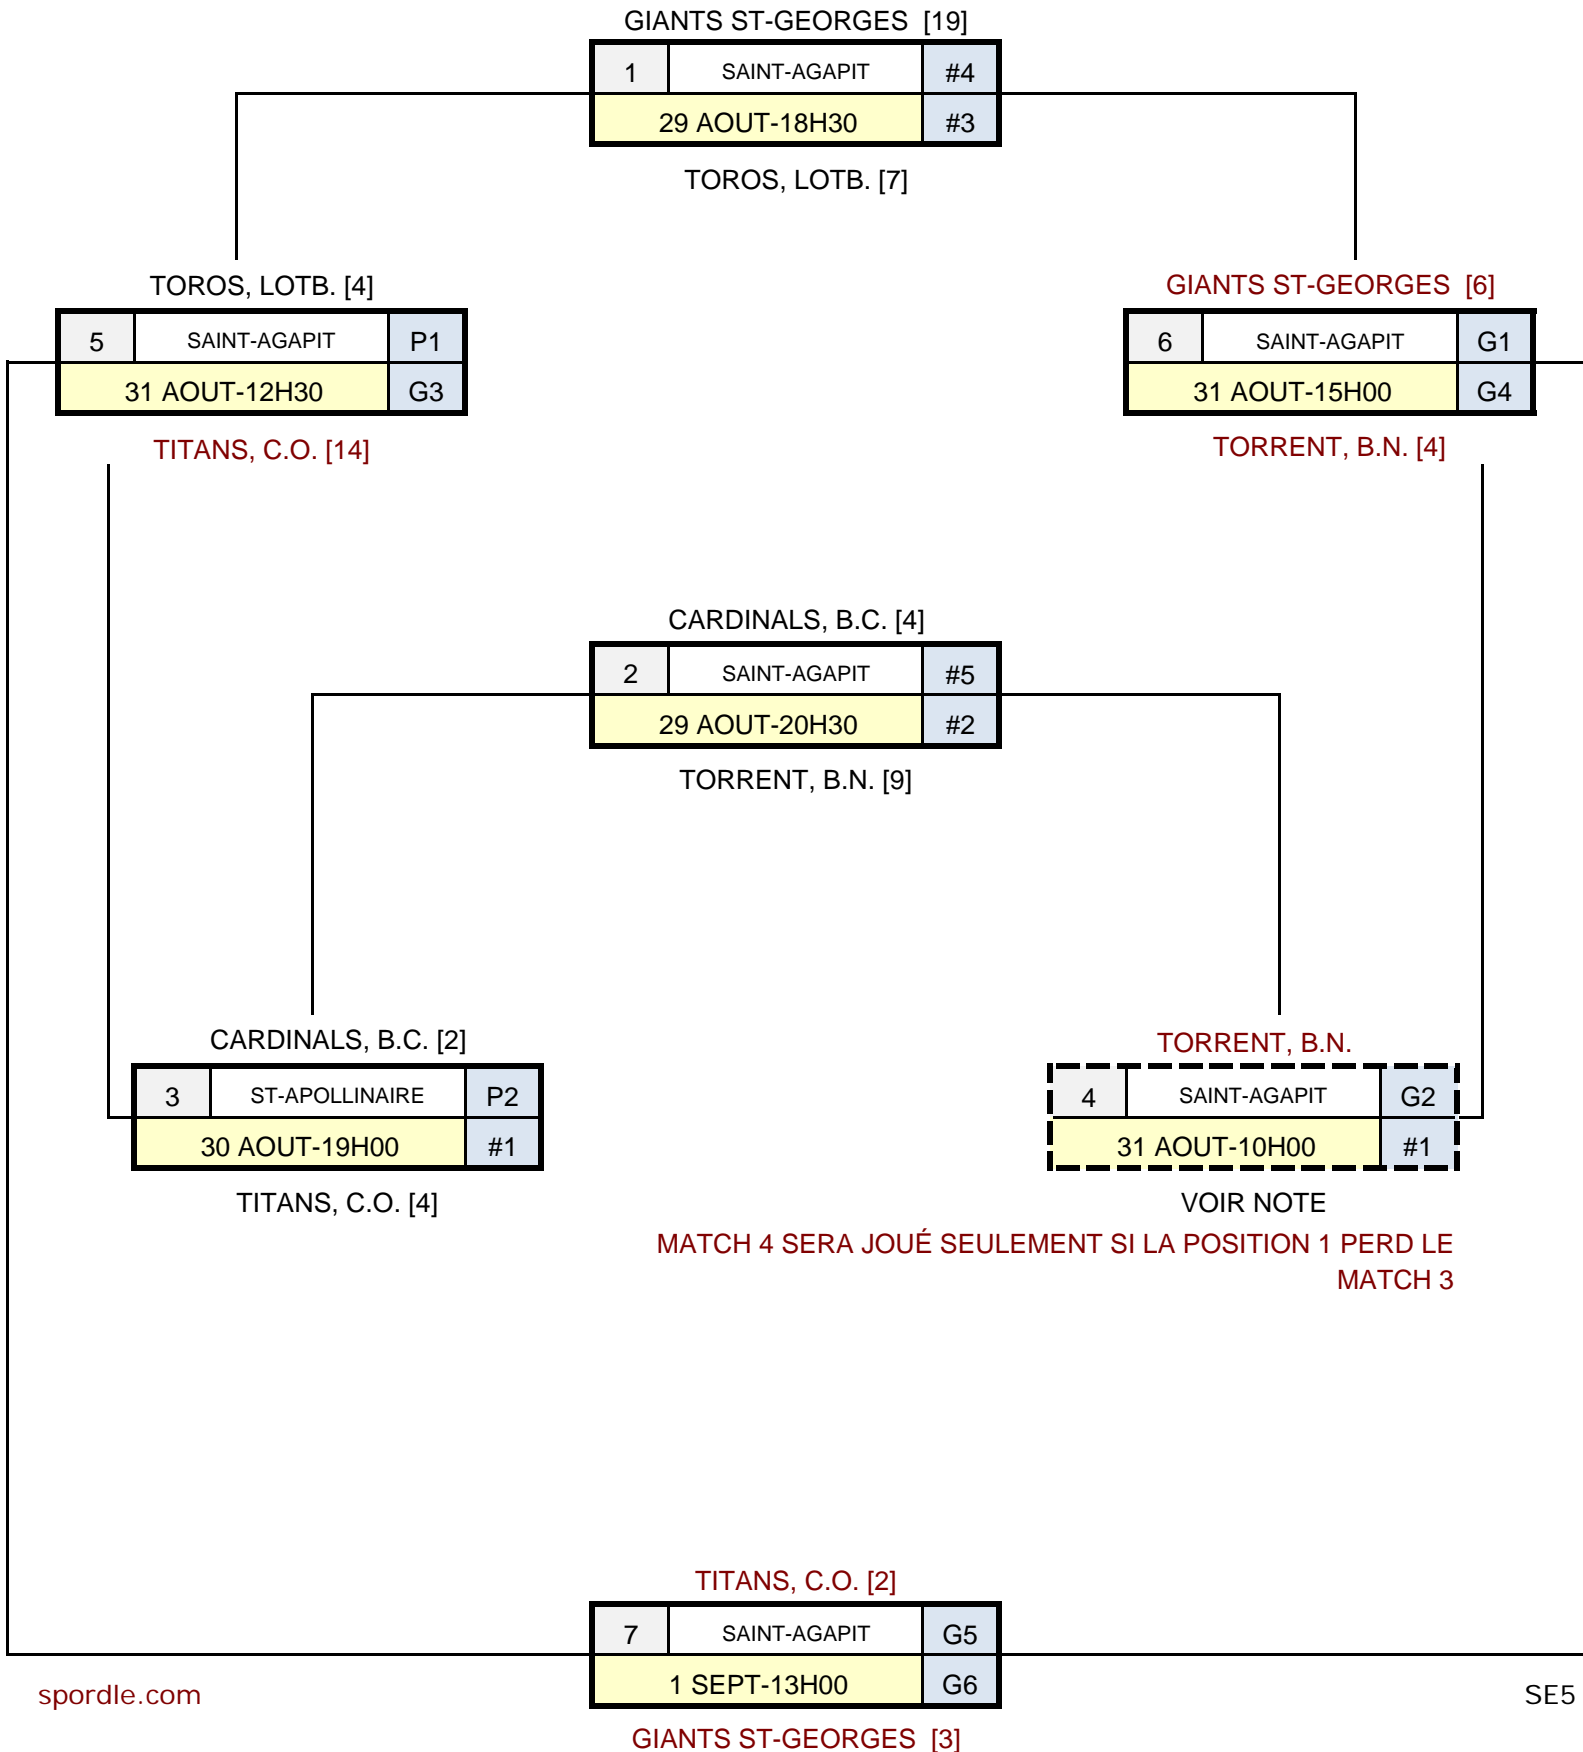 GIANTS ST-GEORGES  [19]
1 SAINT-AGAPIT #4
29 AOUT-18H30 #3
TOROS, LOTB. [7]
TOROS, LOTB. [4]
5 SAINT-AGAPIT P1
31 AOUT-12H30 G3
TITANS, C.O. [14]
GIANTS ST-GEORGES  [6]
6 SAINT-AGAPIT G1
31 AOUT-15H00 G4
TORRENT, B.N. [4]
CARDINALS, B.C. [4]
2 SAINT-AGAPIT #5
29 AOUT-20H30 #2
TORRENT, B.N. [9]
CARDINALS, B.C. [2]
3 ST-APOLLINAIRE P2
30 AOUT-19H00 #1
TITANS, C.O. [4]
TORRENT, B.N.
4 SAINT-AGAPIT G2
31 AOUT-10H00 #1
VOIR NOTE
MATCH 4 SERA JOUÉ SEULEMENT SI LA POSITION 1 PERD LE
MATCH 3
TITANS, C.O. [2]
7 SAINT-AGAPIT G5
1 SEPT-13H00 G6
GIANTS ST-GEORGES  [3]
spordle.com
SE5